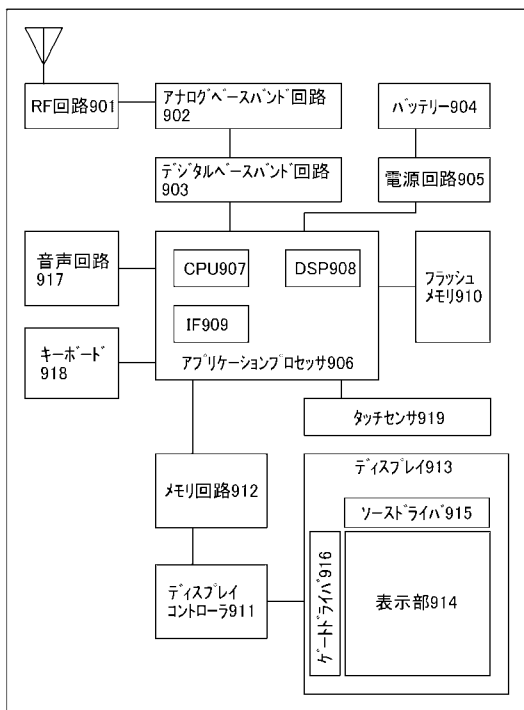 RF回路901
アナログベースバンド回路
902
バッテリー904
デジタルベースバンド回路
903
電源回路905
音声回路
917
CPU907
DSP908
フラッシュ
メモリ910
IF909
キーボード
918
アプリケーションプロセッサ906
タッチセンサ919
メモリ回路912
ディスプレイ913
ソースドライバ915
ゲートドライバ916
表示部914
ディスプレイ
コントローラ911